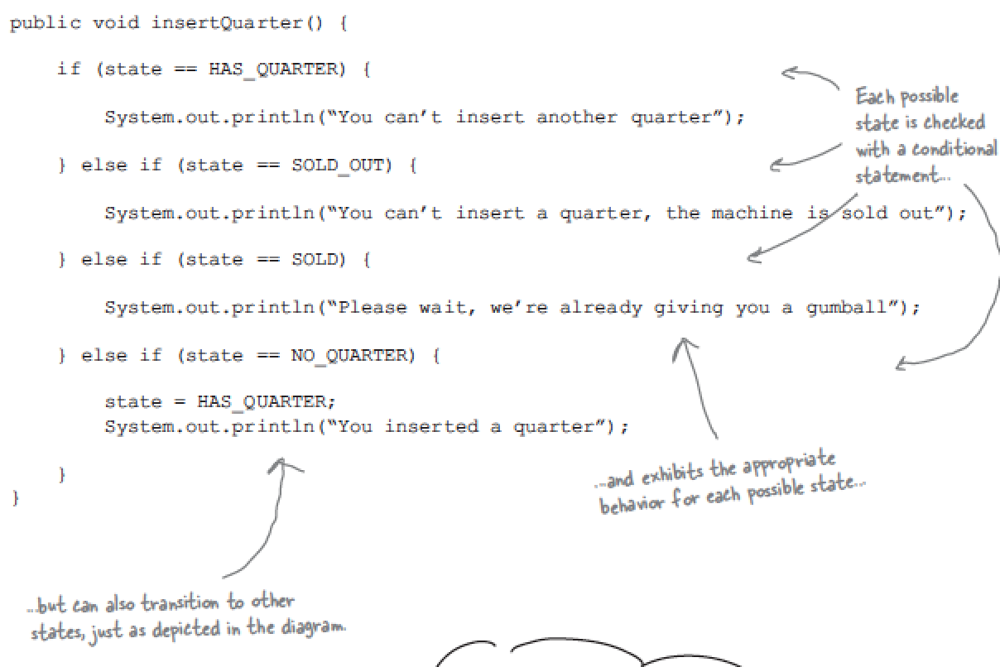 public void insertQuarter() {
if (state == HAS_QUARTER) {
System.out.println(“You can’t insert another quarter”);
} else if (state == SOLD_OUT) {
System.out.println(“You can’t insert a quarter, the machine is sold out”);
} else if (state == SOLD) {
System.out.println(“Please wait, we’re already giving you a gumball”);
} else if (state == NO_QUARTER) {
state = HAS_QUARTER;
System.out.println(“You inserted a quarter”);
}
}
Each possible
state is checked
with a conditional
statement...
...and exhibits the appropriate
behavior for each possible state...
...but can also transition to other
states, just as depicted in the diagram.